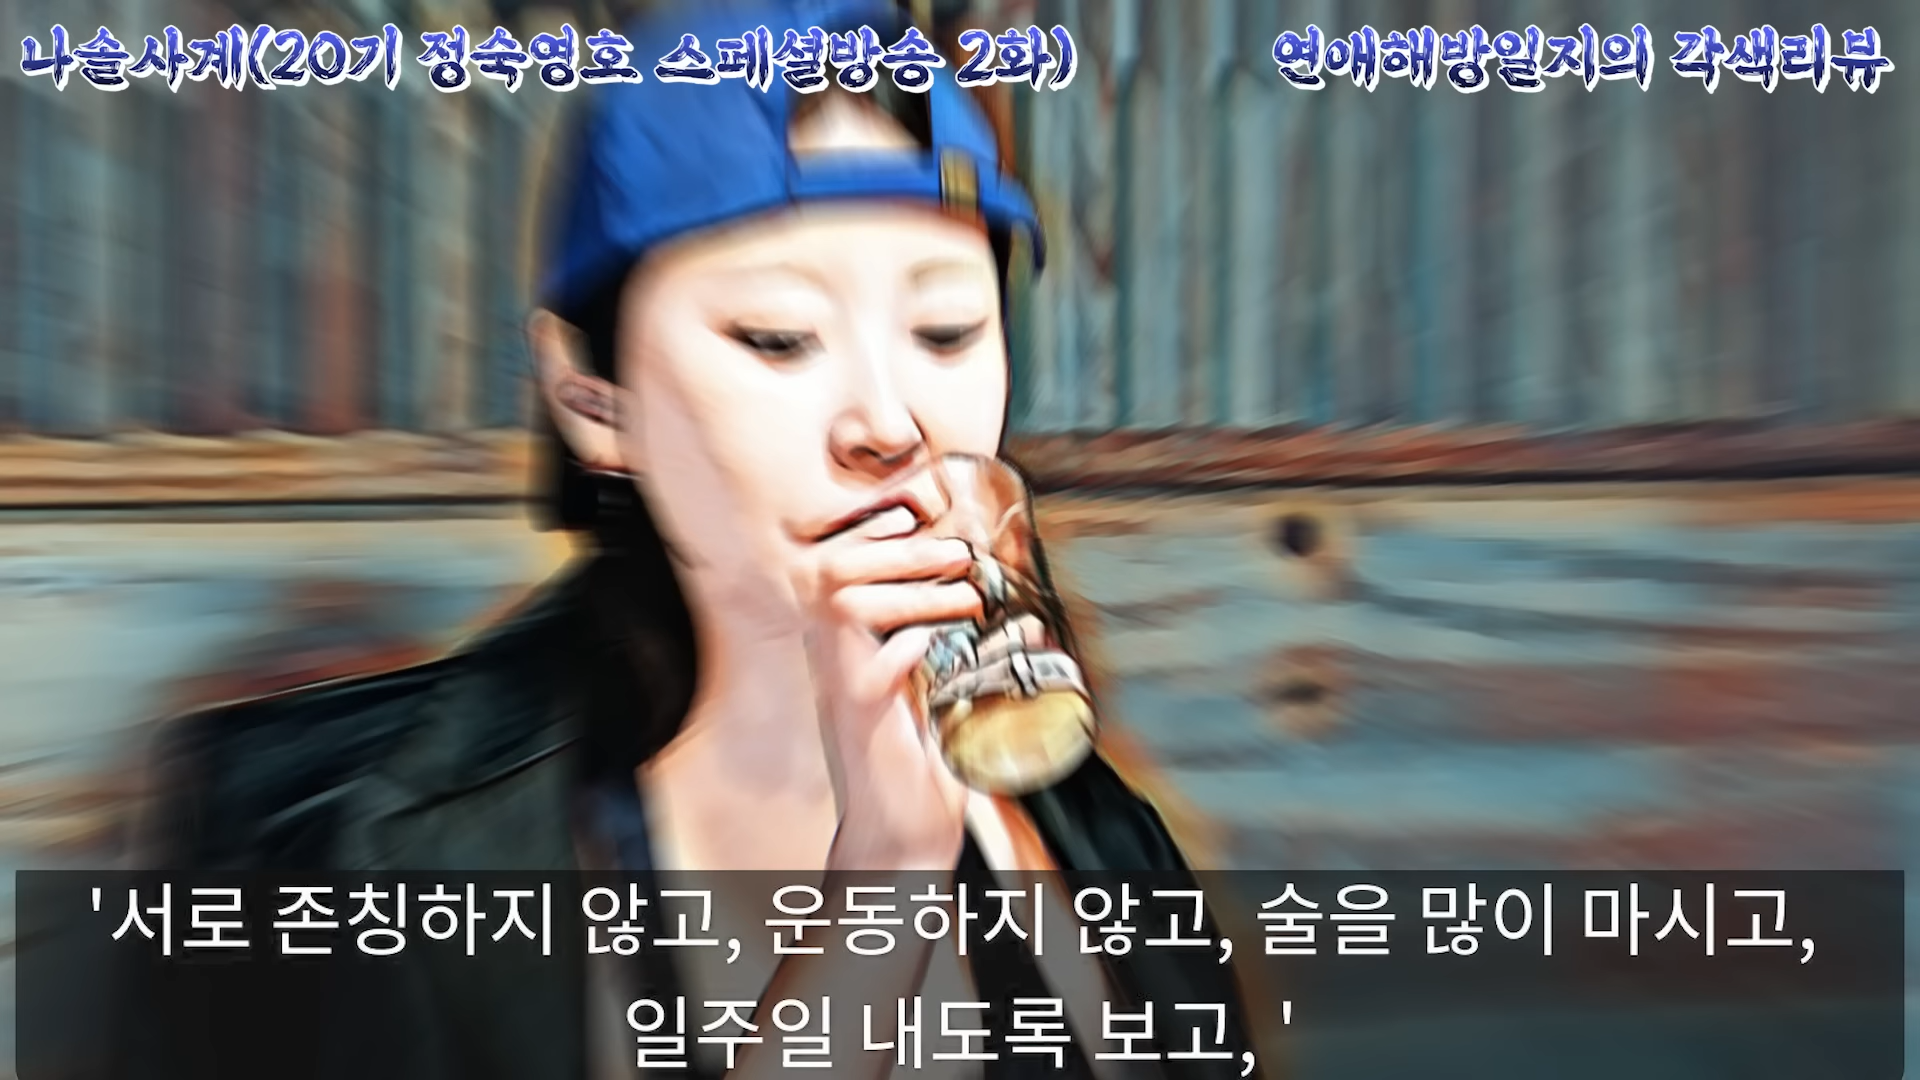 나솔사계(20기 정숙영호 스페셜방송 2화)
연애해방일지의 각색리뷰
'서로 존칭하지 않고, 운동하지 않고, 술을 많이 마시고,
일주일 내도록 보고, '